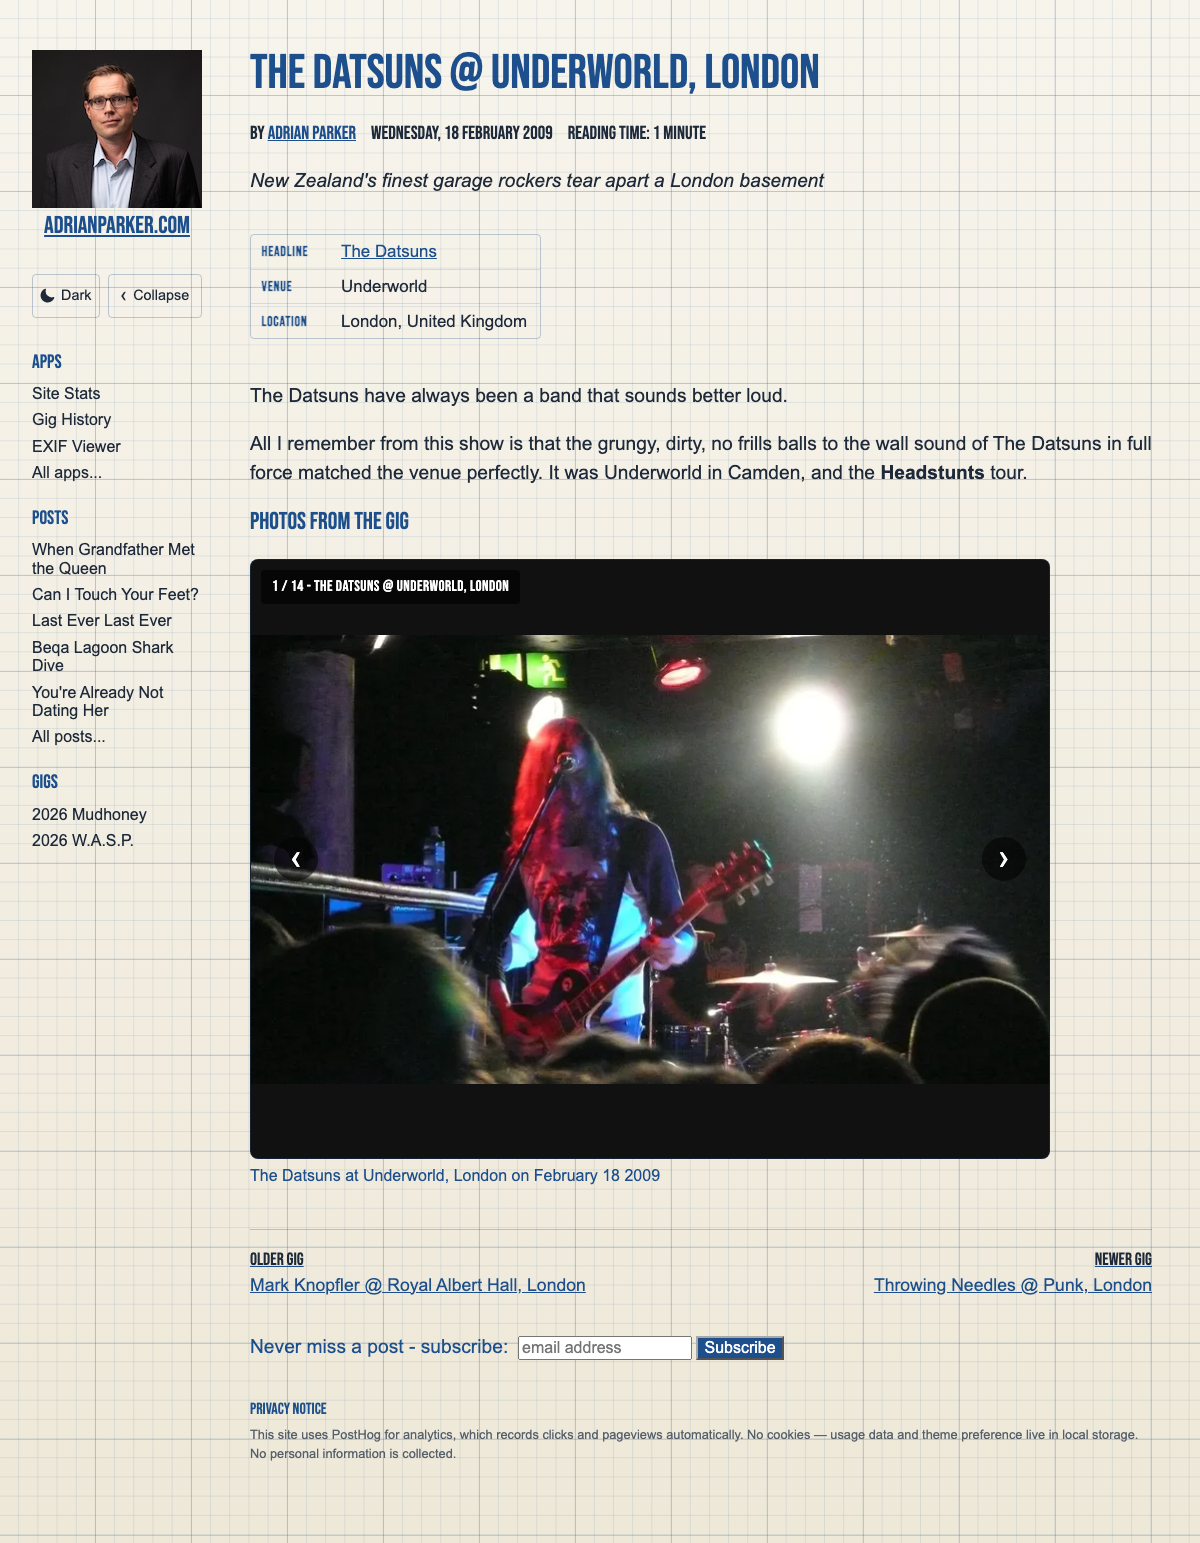 ADRIANPARKER.COM
Dark
‹ Collapse
APPS
Site Stats
Gig History
EXIF Viewer
All apps...
POSTS
When Grandfather Met
the Queen
Can I Touch Your Feet?
Last Ever Last Ever
Beqa Lagoon Shark
Dive
You're Already Not
Dating Her
All posts...
GIGS
2026 Mudhoney
2026 W.A.S.P.
THE DATSUNS @ UNDERWORLD, LONDON
BY ADRIAN PARKER WEDNESDAY, 18 FEBRUARY 2009 READING TIME: 1 MINUTE
New Zealand's finest garage rockers tear apart a London basement
HEADLINE The Datsuns
VENUE Underworld
LOCATION London, United Kingdom
The Datsuns have always been a band that sounds better loud.
All I remember from this show is that the grungy, dirty, no frills balls to the wall sound of The Datsuns in full
force matched the venue perfectly. It was Underworld in Camden, and the Headstunts tour.
PHOTOS FROM THE GIG
1 / 14 - THE DATSUNS @ UNDERWORLD, LONDON
❮ ❯
The Datsuns at Underworld, London on February 18 2009
OLDER GIG
Mark Knopfler @ Royal Albert Hall, London
NEWER GIG
Throwing Needles @ Punk, London
Never miss a post - subscribe: email address Subscribe
PRIVACY NOTICE
This site uses PostHog for analytics, which records clicks and pageviews automatically. No cookies — usage data and theme preference live in local storage.
No personal information is collected.